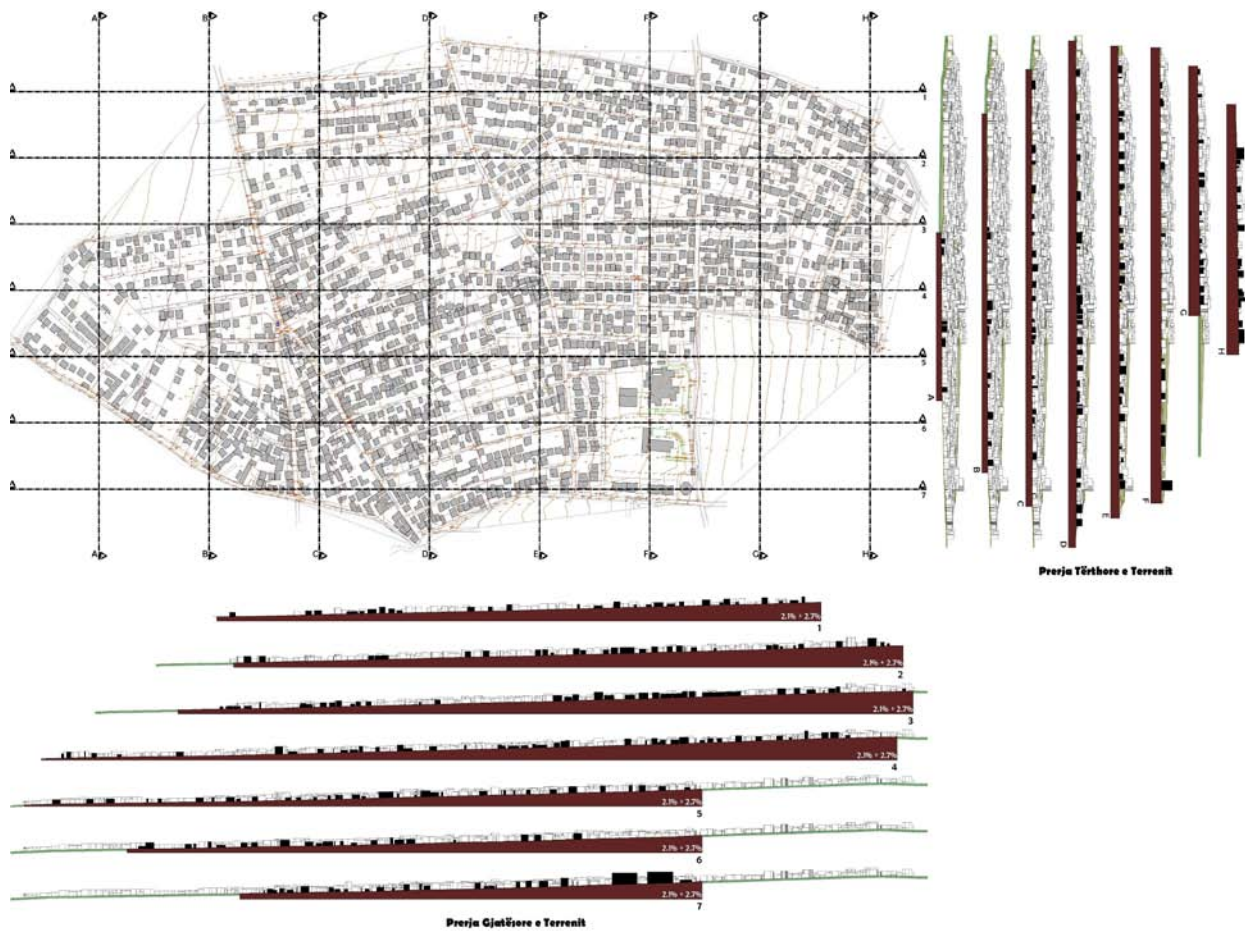 A B C D E F G H
1
2
3
4
5
6
7
A B C D E F G H
A
B
C
D
E
F
G
H
Prerja Tërthore e Terrenit
2.1% ÷ 2.7%
1
2.1% ÷ 2.7%
2
2.1% ÷ 2.7%
3
2.1% ÷ 2.7%
4
2.1% ÷ 2.7%
5
2.1% ÷ 2.7%
6
2.1% ÷ 2.7%
7
Prerja Gjatësore e Terrenit